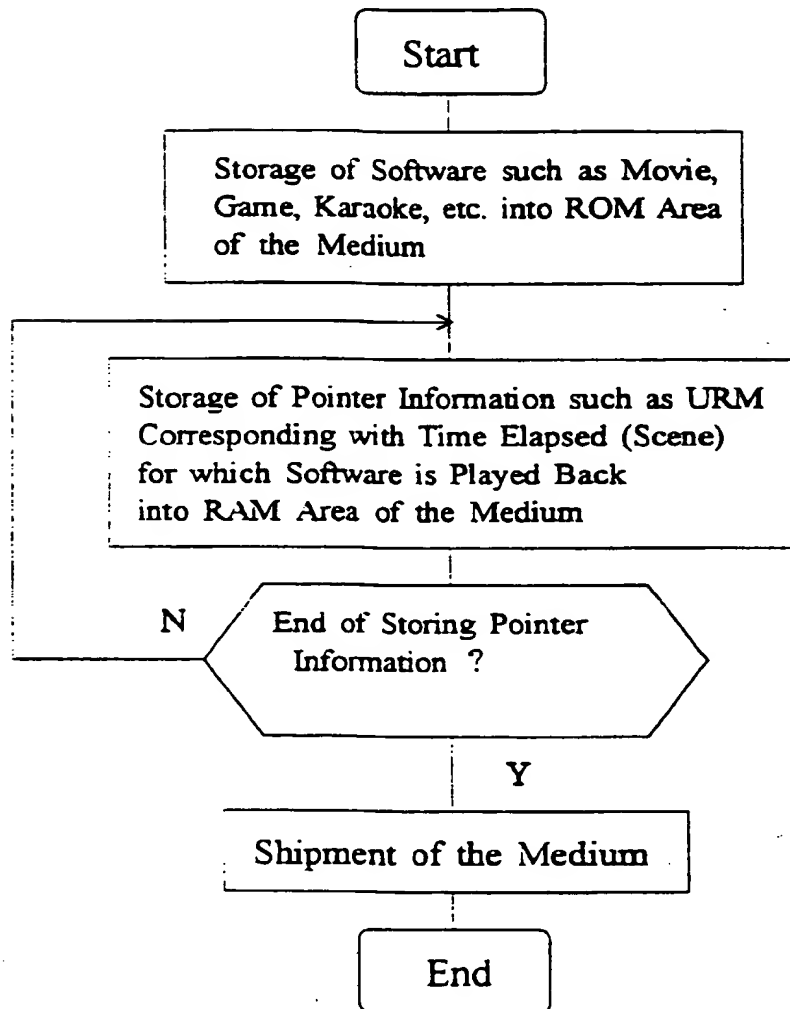 Start
Storage of Software such as Movie,
Game, Karaoke, etc. into ROM Area
of the Medium
Storage of Pointer Information such as URM
Corresponding with Time Elapsed (Scene)
for which Software is Played Back
into RAM Area of the Medium
N
End of Storing Pointer
Information ?
Y
Shipment of the Medium
End